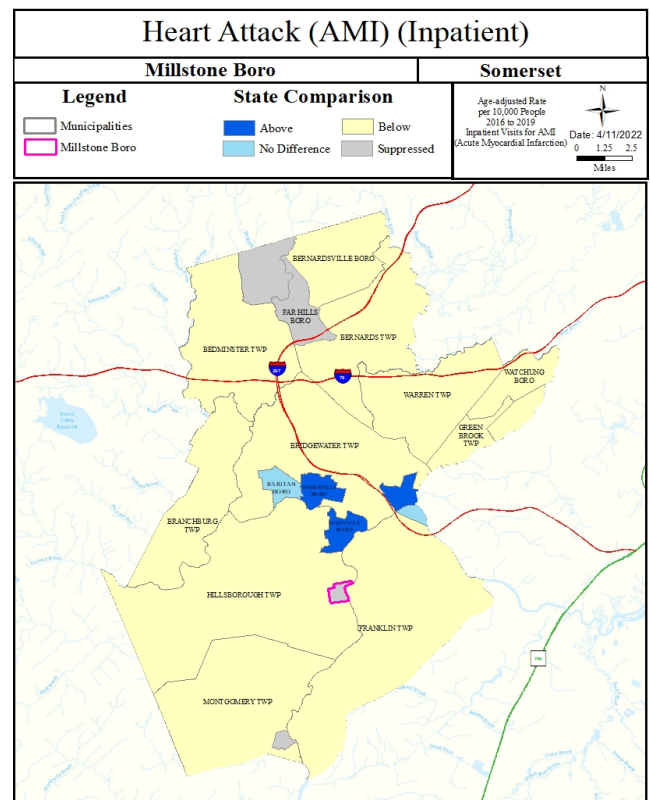 Heart Attack (AMI) (Inpatient)
Millstone Boro
Somerset
Legend
Municipalities
Millstone Boro
State Comparison
Above
Below
No Difference
Suppressed
Age-adjusted Rate
per 10,000 People
2016 to 2019
Inpatient Visits for AMI
(Acute Myocardial Infarction)
N
Date: 4/11/2022
0 1.25 2.5
Miles
BERNARDSVILLE BORO
FAR HILLS
BORO
BERNARDS TWP
BEDMINSTER TWP
287
78
WATCHUNG
BORO
WARREN TWP
GREEN
BROOK
TWP
BRIDGEWATER TWP
RARITAN
BORO
BORO
BORO
BRANCHBURG
TWP
HILLSBOROUGH TWP
FRANKLIN TWP
MONTGOMERY TWP